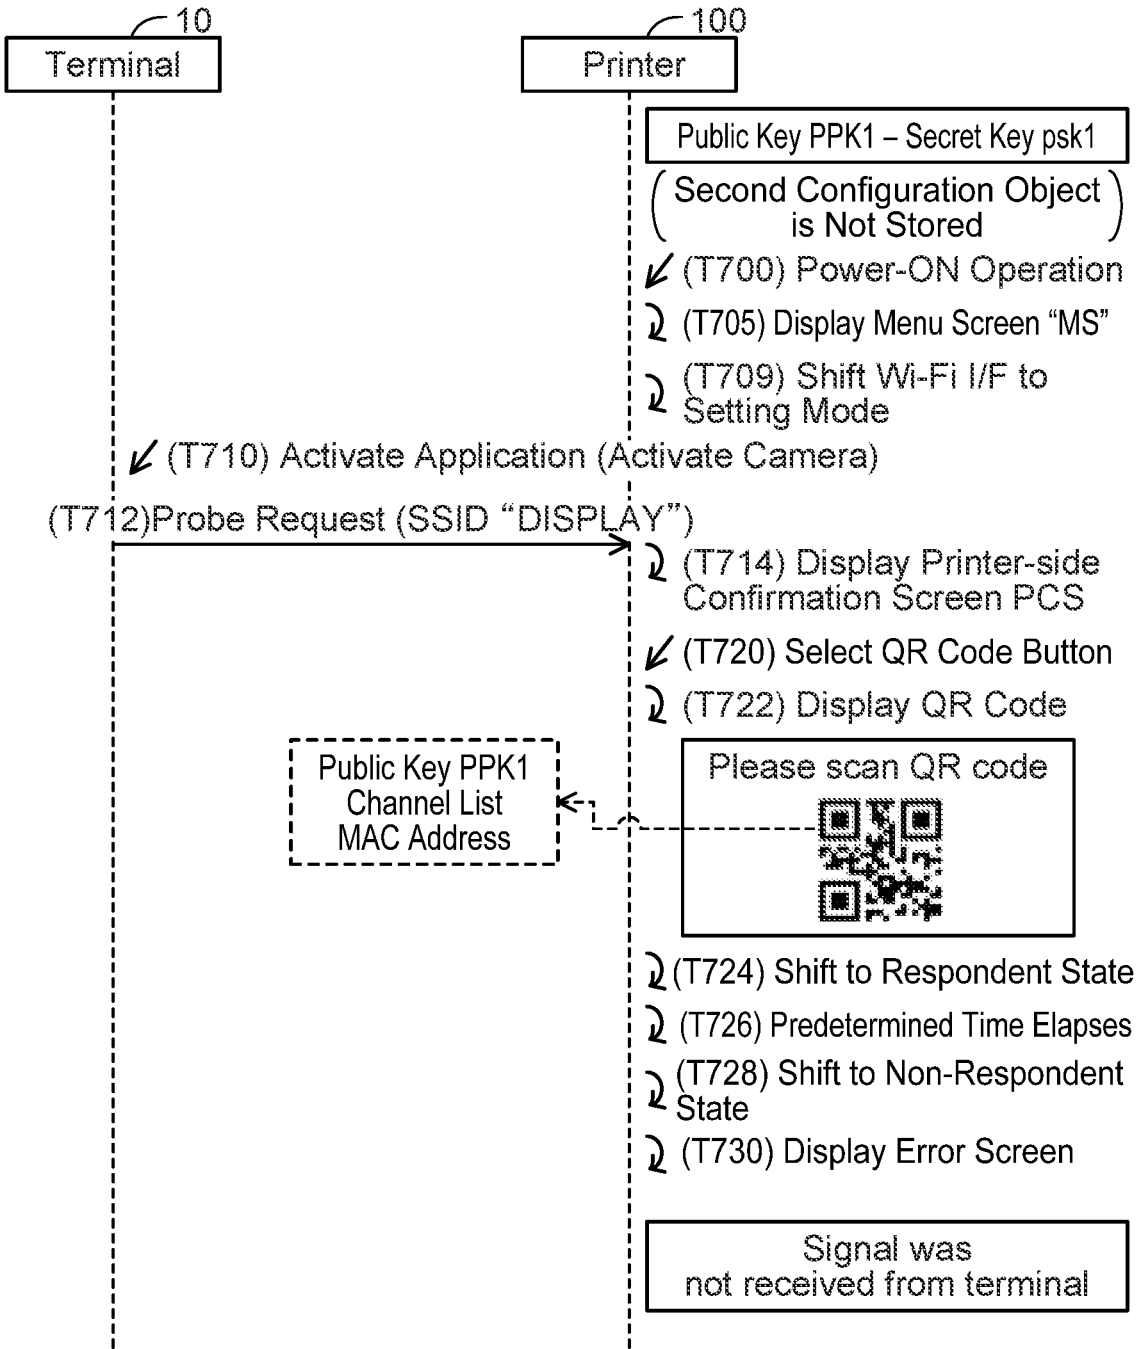 10
100
Terminal
Printer
Public Key PPK1 – Secret Key psk1
(Second Configuration Object
is Not Stored)
(T700) Power-ON Operation
(T705) Display Menu Screen “MS”
(T709) Shift Wi-Fi I/F to
Setting Mode
(T710) Activate Application (Activate Camera)
(T712)Probe Request (SSID “DISPLAY”)
(T714) Display Printer-side
Confirmation Screen PCS
(T720) Select QR Code Button
(T722) Display QR Code
Public Key PPK1
Channel List
MAC Address
Please scan QR code
(T724) Shift to Respondent State
(T726) Predetermined Time Elapses
(T728) Shift to Non-Respondent
State
(T730) Display Error Screen
Signal was
not received from terminal